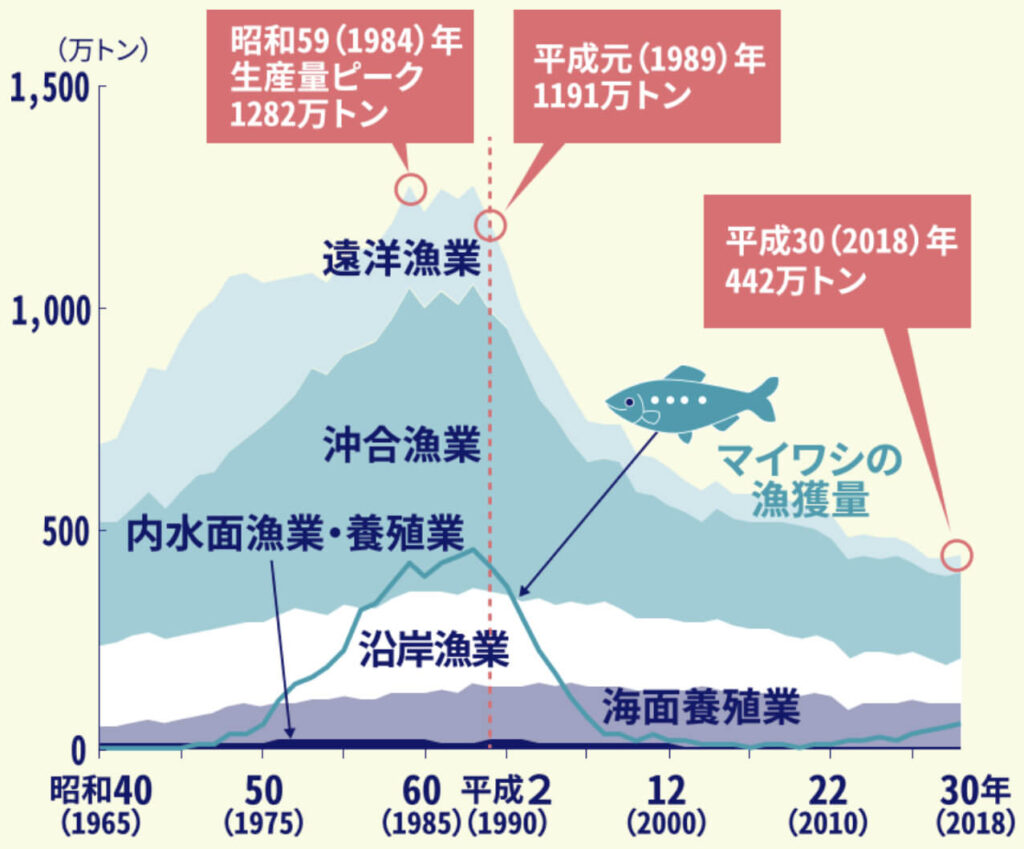 (万トン)
1,500
1,000
500
0
昭和59(1984)年
生産量ピーク
1282万トン
平成元(1989)年
1191万トン
平成30(2018)年
442万トン
遠洋漁業
沖合漁業
マイワシの
漁獲量
内水面漁業・養殖業
沿岸漁業
海面養殖業
昭和40 50 60 平成2 12 22 30年
(1965) (1975) (1985) (1990) (2000) (2010) (2018)